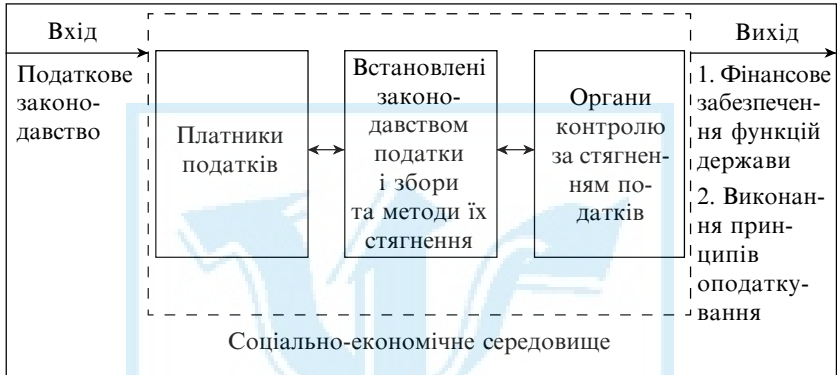 Вхід
Податкове
законо-
давство
Платники
податків
Встановлені
законо-
давством
податки
і збори
та методи їх
стягнення
Органи
контролю
за стягнен-
ням по-
датків
Вихід
1. Фінансове
забезпечен-
ня функцій
держави
2. Виконан-
ня прин-
ципів
оподатку-
вання
Соціально-економічне середовище